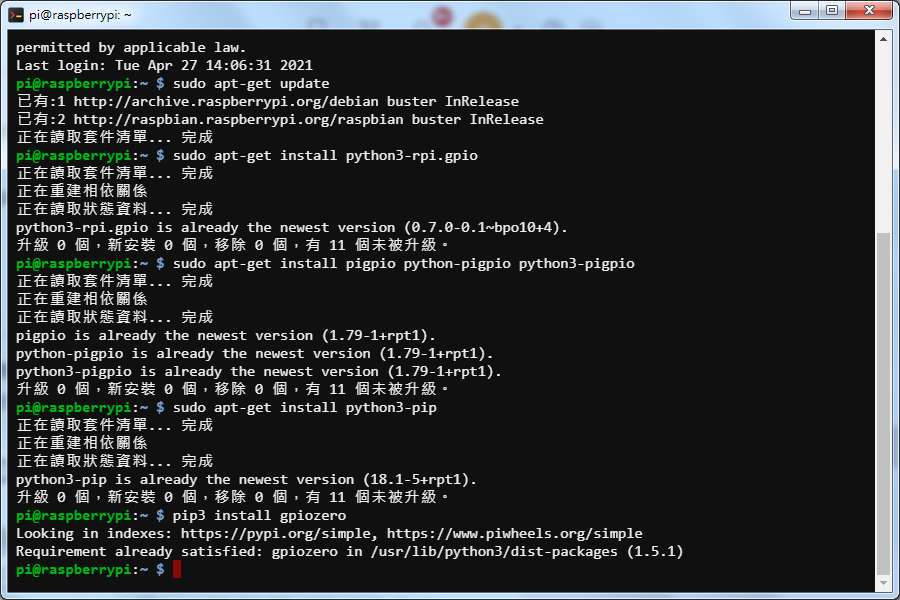 pi@raspberrypi: ~
permitted by applicable law.
Last login: Tue Apr 27 14:06:31 2021
pi@raspberrypi:~ $ sudo apt-get update
已有:1 http://archive.raspberrypi.org/debian buster InRelease
已有:2 http://raspbian.raspberrypi.org/raspbian buster InRelease
正在讀取套件清單... 完成
pi@raspberrypi:~ $ sudo apt-get install python3-rpi.gpio
正在讀取套件清單... 完成
正在重建相依關係
正在讀取狀態資料... 完成
python3-rpi.gpio is already the newest version (0.7.0-0.1~bpo10+4).
升級 0 個，新安裝 0 個，移除 0 個，有 11 個未被升級。
pi@raspberrypi:~ $ sudo apt-get install pigpio python-pigpio python3-pigpio
正在讀取套件清單... 完成
正在重建相依關係
正在讀取狀態資料... 完成
pigpio is already the newest version (1.79-1+rpt1).
python-pigpio is already the newest version (1.79-1+rpt1).
python3-pigpio is already the newest version (1.79-1+rpt1).
升級 0 個，新安裝 0 個，移除 0 個，有 11 個未被升級。
pi@raspberrypi:~ $ sudo apt-get install python3-pip
正在讀取套件清單... 完成
正在重建相依關係
正在讀取狀態資料... 完成
python3-pip is already the newest version (18.1-5+rpt1).
升級 0 個，新安裝 0 個，移除 0 個，有 11 個未被升級。
pi@raspberrypi:~ $ pip3 install gpiozero
Looking in indexes: https://pypi.org/simple, https://www.piwheels.org/simple
Requirement already satisfied: gpiozero in /usr/lib/python3/dist-packages (1.5.1)
pi@raspberrypi:~ $